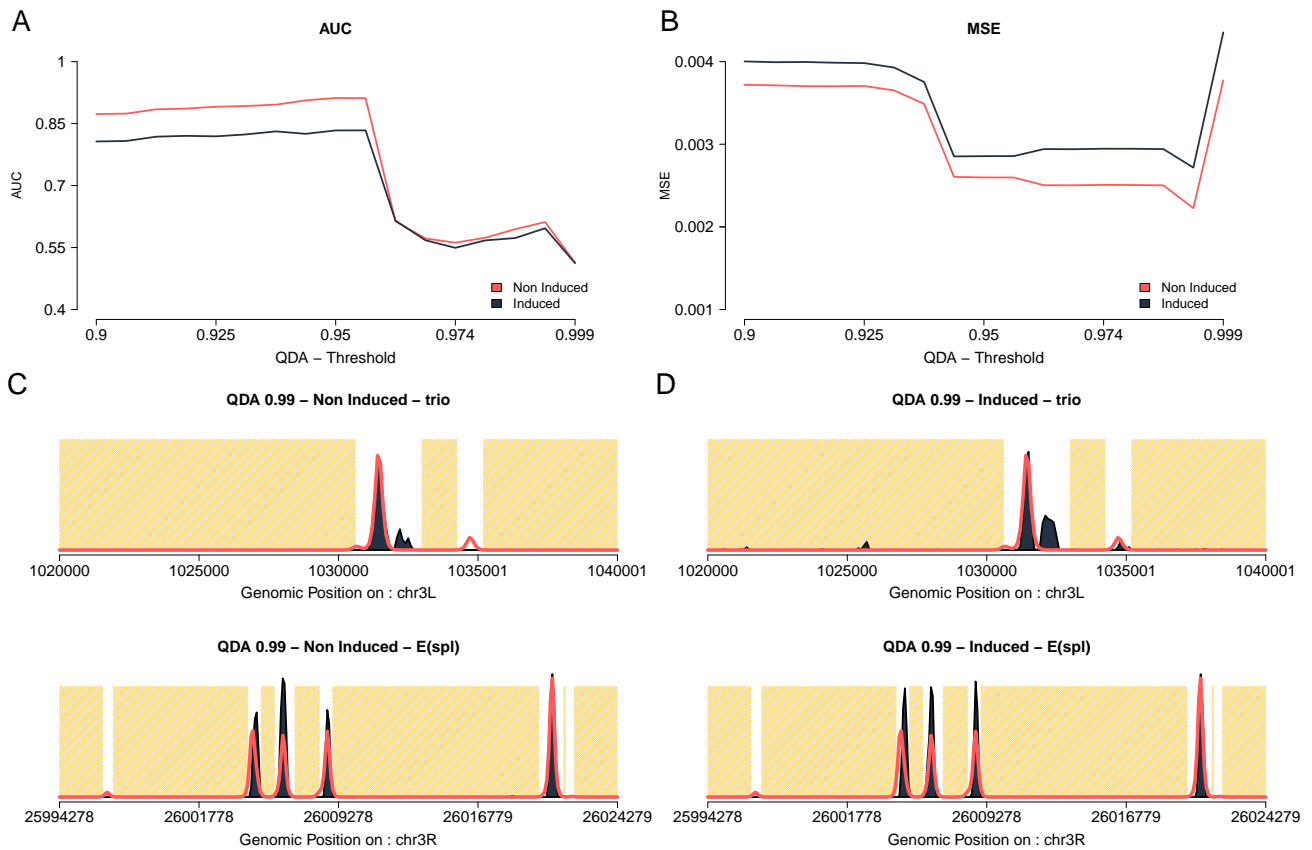 A
AUC
1
0.85
0.7
0.55
0.4
AUC
Non Induced
Induced
0.9 0.925 0.95 0.974 0.999
QDA – Threshold
B
MSE
0.004
0.003
0.002
0.001
MSE
Non Induced
Induced
0.9 0.925 0.95 0.974 0.999
QDA – Threshold
C
QDA 0.99 – Non Induced – trio
1020000 1025000 1030000 1035001 1040001
Genomic Position on : chr3L
QDA 0.99 – Non Induced – E(spl)
25994278 26001778 26009278 26016779 26024279
Genomic Position on : chr3R
D
QDA 0.99 – Induced – trio
1020000 1025000 1030000 1035001 1040001
Genomic Position on : chr3L
QDA 0.99 – Induced – E(spl)
25994278 26001778 26009278 26016779 26024279
Genomic Position on : chr3R